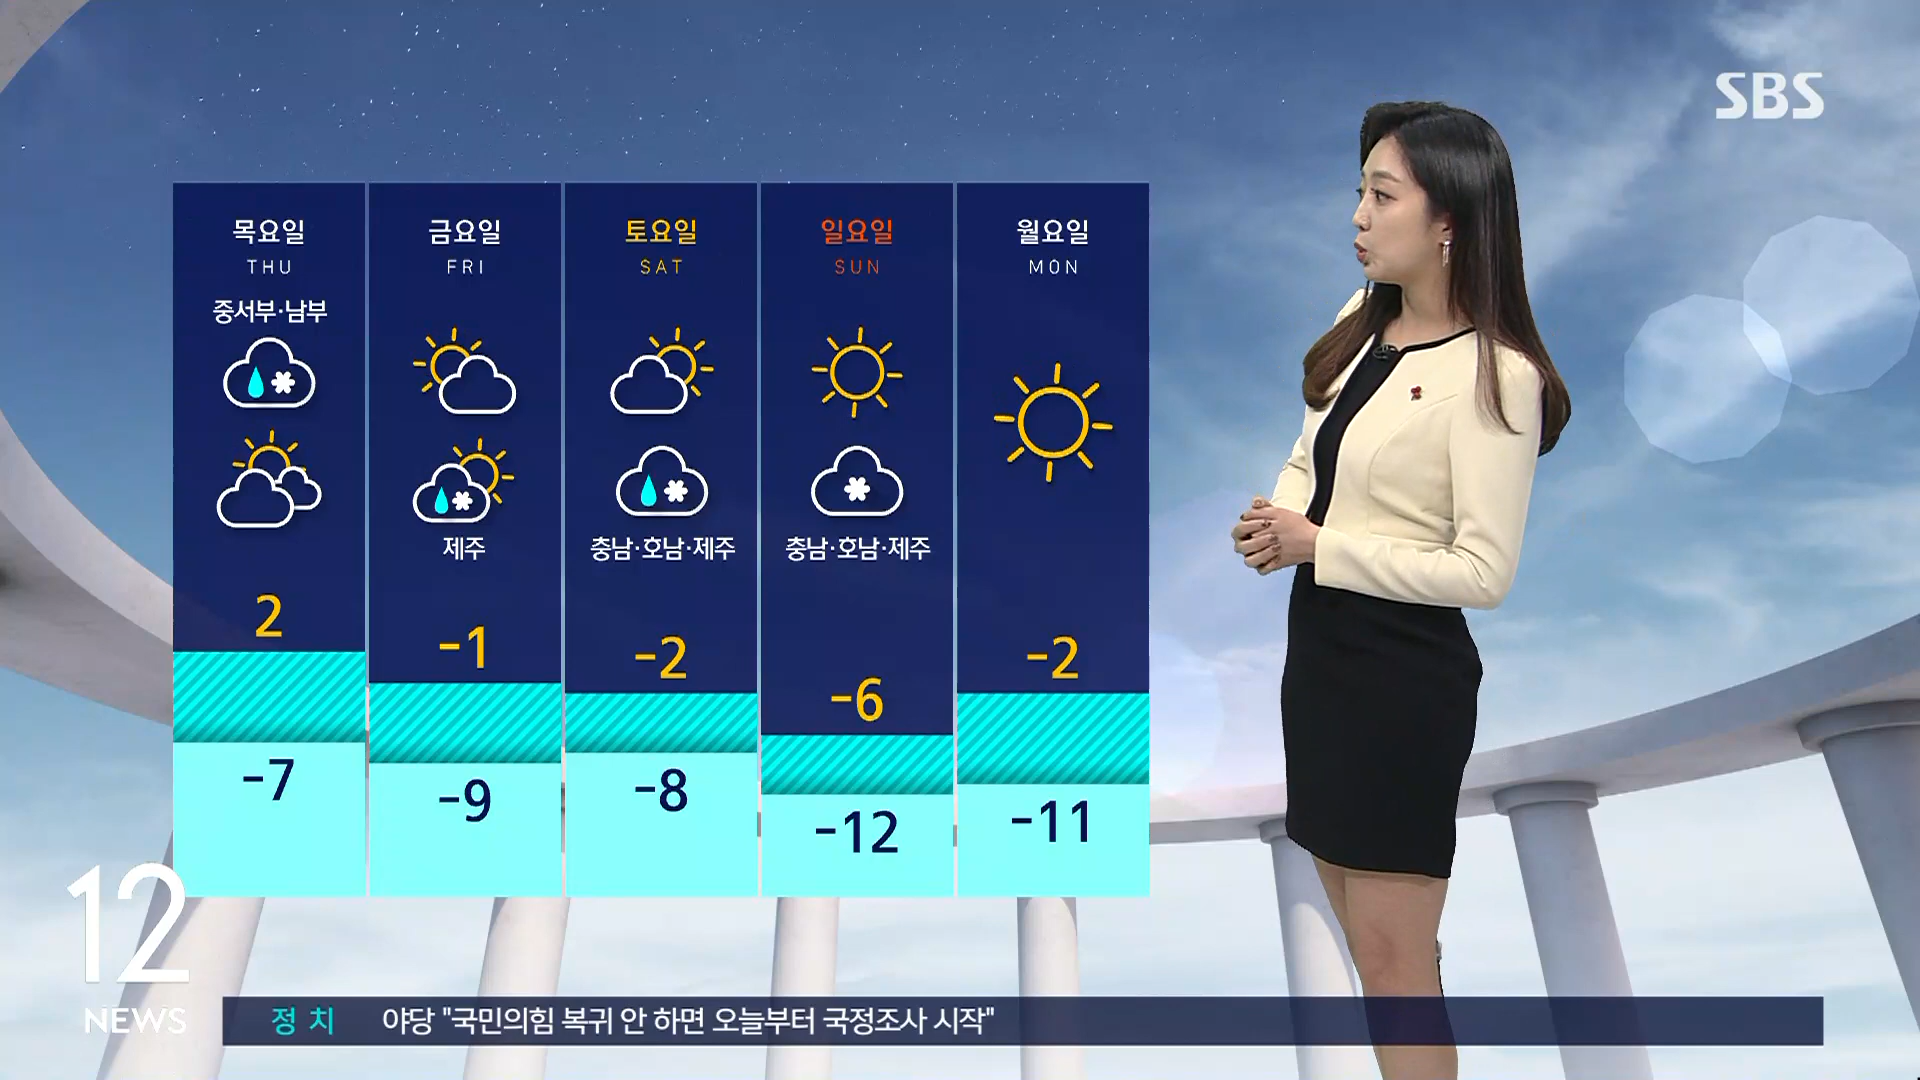 SBS
목요일
THU
중서부·남부
2
-7
금요일
FRI
제주
-1
-9
토요일
SAT
충남·호남·제주
-2
-8
일요일
SUN
충남·호남·제주
-6
-12
월요일
MON
-2
-11
12
NEWS
정 치
야당 "국민의힘 복귀 안 하면 오늘부터 국정조사 시작"